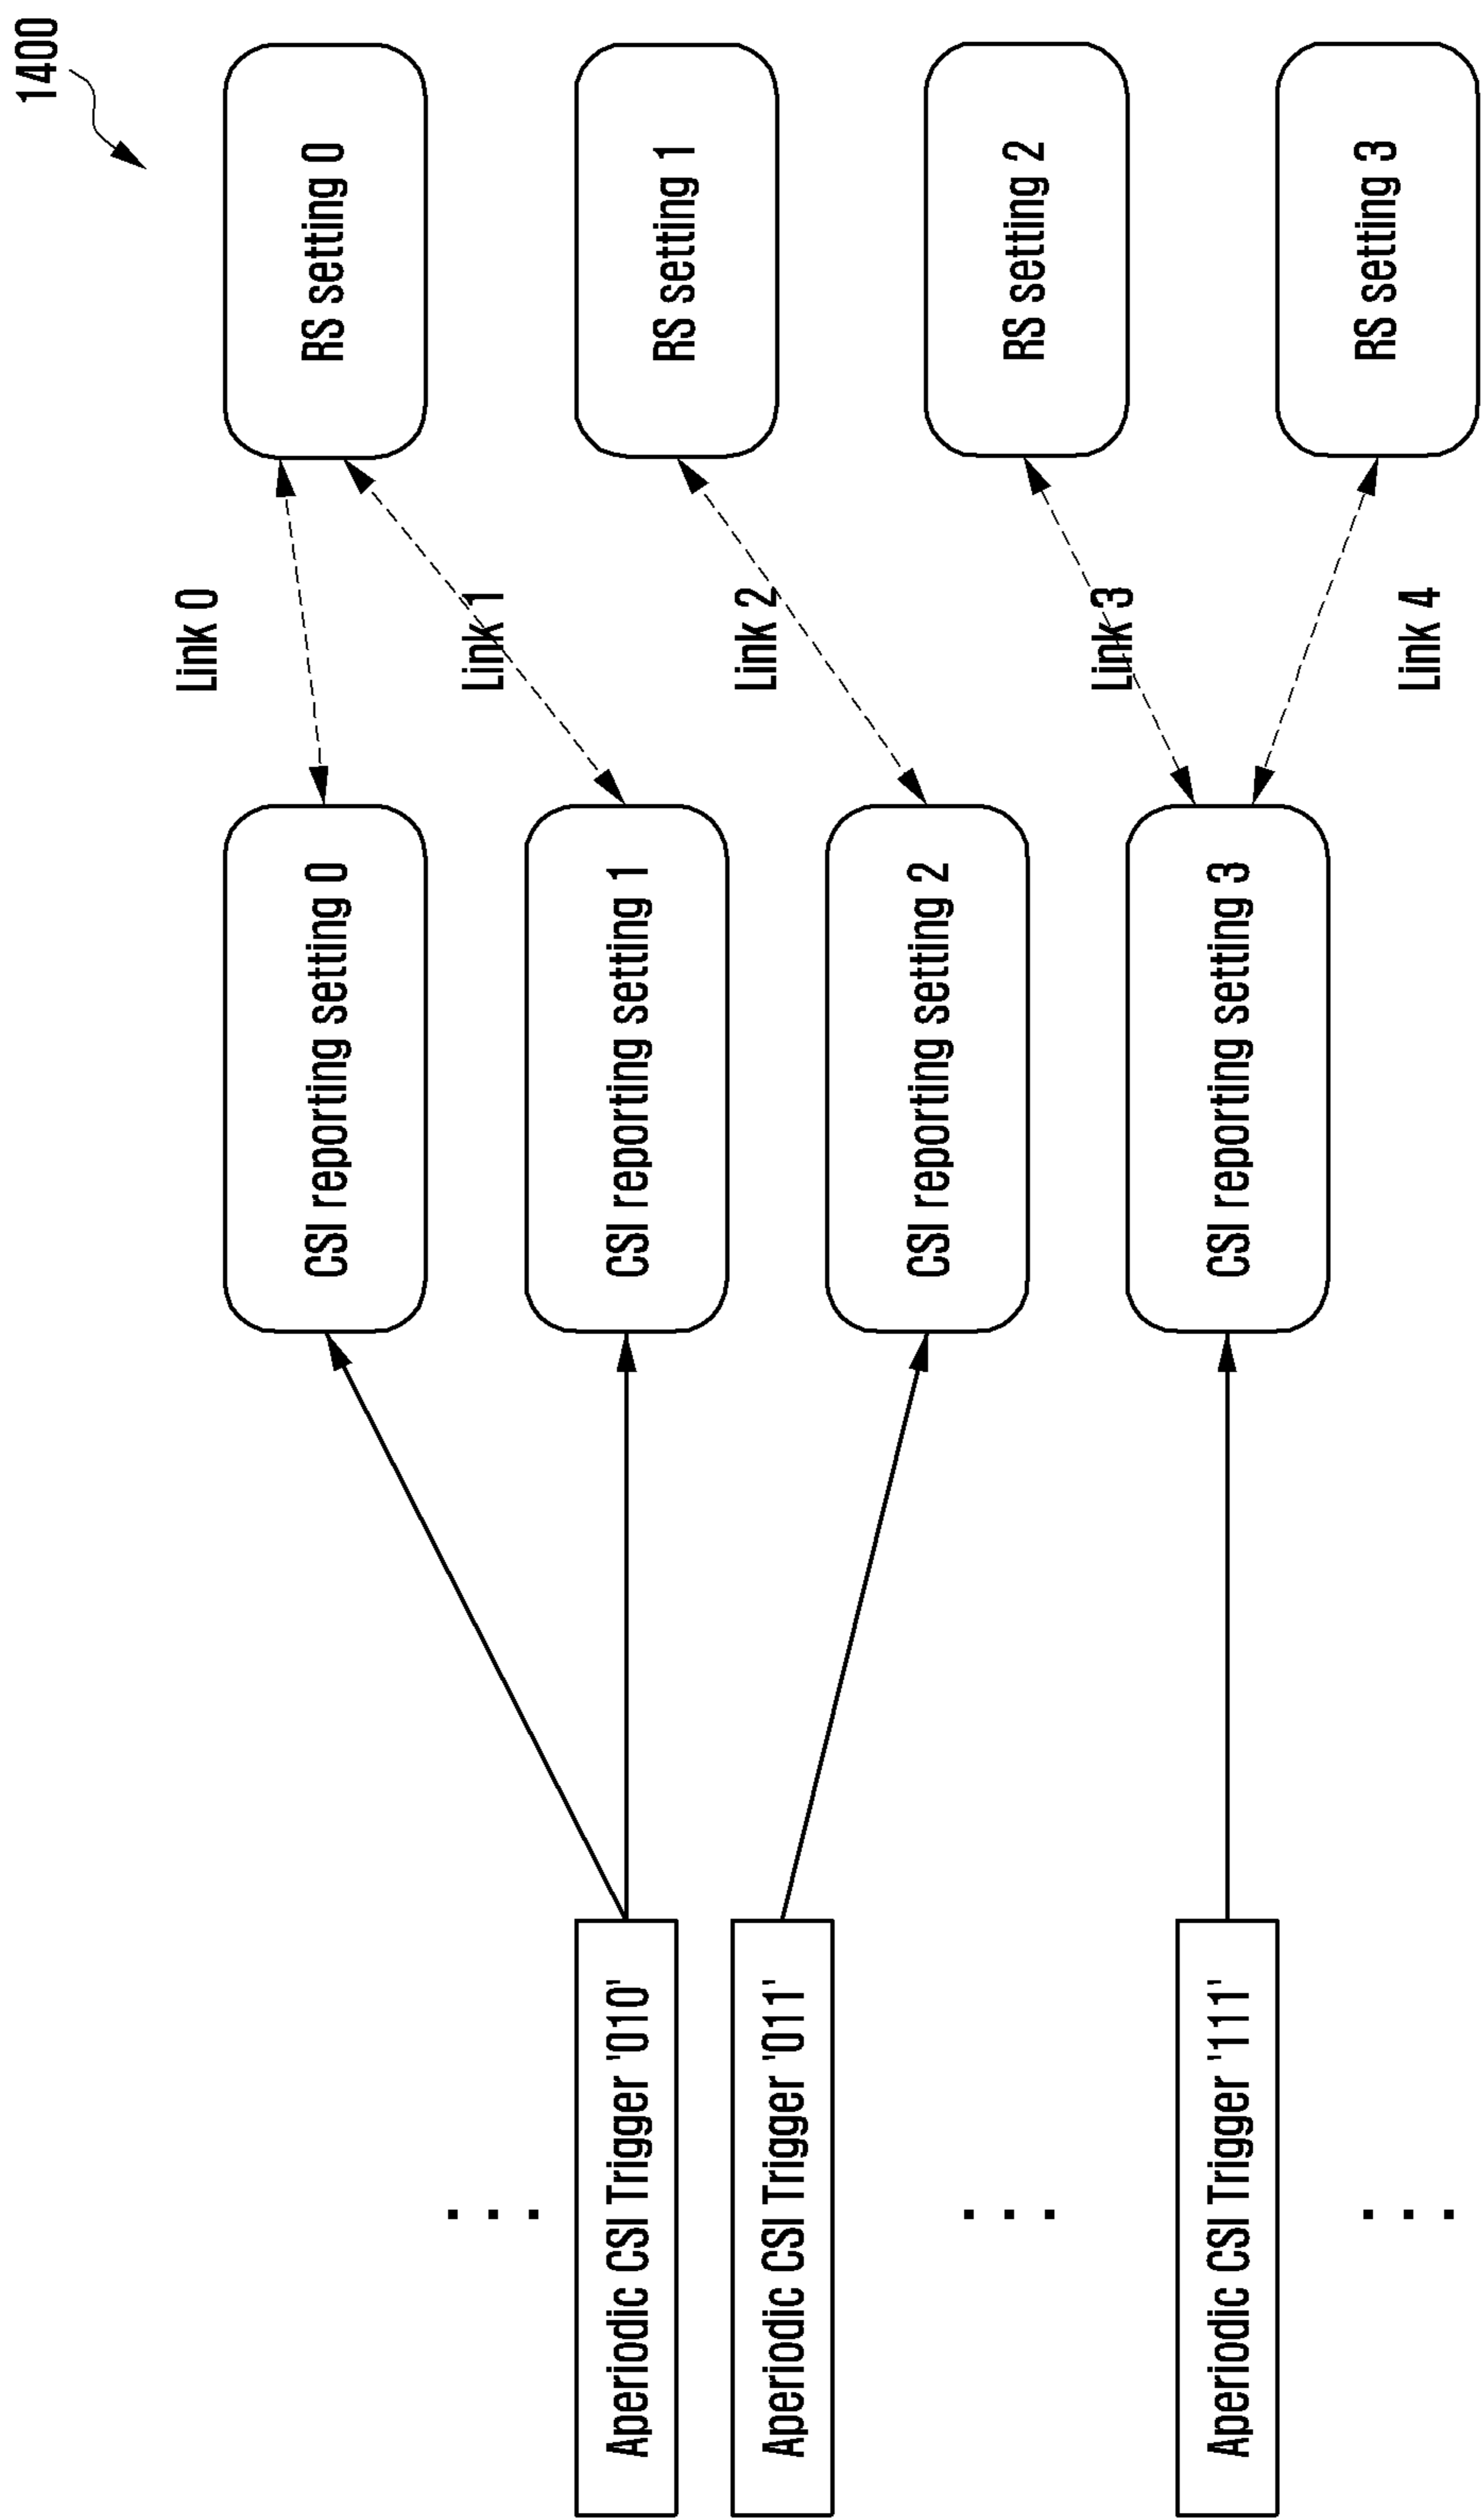 1400
Aperiodic CSI Trigger '010'
Aperiodic CSI Trigger '011'
Aperiodic CSI Trigger '111'
CSI reporting setting 0
CSI reporting setting 1
CSI reporting setting 2
CSI reporting setting 3
Link 0
Link 1
Link 2
Link 3
Link 4
RS setting 0
RS setting 1
RS setting 2
RS setting 3